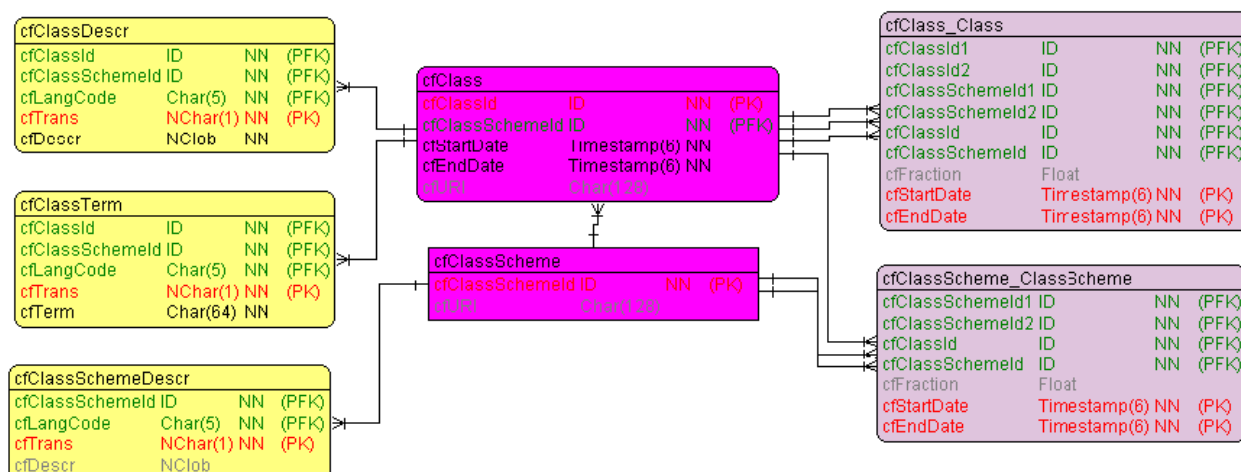 cfClassDescr
cfClassId ID NN (PFK)
cfClassSchemeId ID NN (PFK)
cfLangCode Char(5) NN (PFK)
cfTrans NChar(1) NN (PK)
cfDescr NClob NN
cfClassTerm
cfClassId ID NN (PFK)
cfClassSchemeId ID NN (PFK)
cfLangCode Char(5) NN (PFK)
cfTrans NChar(1) NN (PK)
cfTerm Char(64) NN
cfClassSchemeDescr
cfClassSchemeId ID NN (PFK)
cfLangCode Char(5) NN (PFK)
cfTrans NChar(1) NN (PK)
cfDescr NClob
cfClass
cfClassId ID NN (PK)
cfClassSchemeId ID NN (PFK)
cfStartDate Timestamp(6) NN
cfEndDate Timestamp(6) NN
cfURI Char(128)
cfClassScheme
cfClassSchemeId ID NN (PK)
cfURI Char(128)
cfClass_Class
cfClassId1 ID NN (PFK)
cfClassId2 ID NN (PFK)
cfClassSchemeId1 ID NN (PFK)
cfClassSchemeId2 ID NN (PFK)
cfClassId ID NN (PFK)
cfClassSchemeId ID NN (PFK)
cfFraction Float
cfStartDate Timestamp(6) NN (PK)
cfEndDate Timestamp(6) NN (PK)
cfClassScheme_ClassScheme
cfClassSchemeId1 ID NN (PFK)
cfClassSchemeId2 ID NN (PFK)
cfClassId ID NN (PFK)
cfClassSchemeId ID NN (PFK)
cfFraction Float
cfStartDate Timestamp(6) NN (PK)
cfEndDate Timestamp(6) NN (PK)